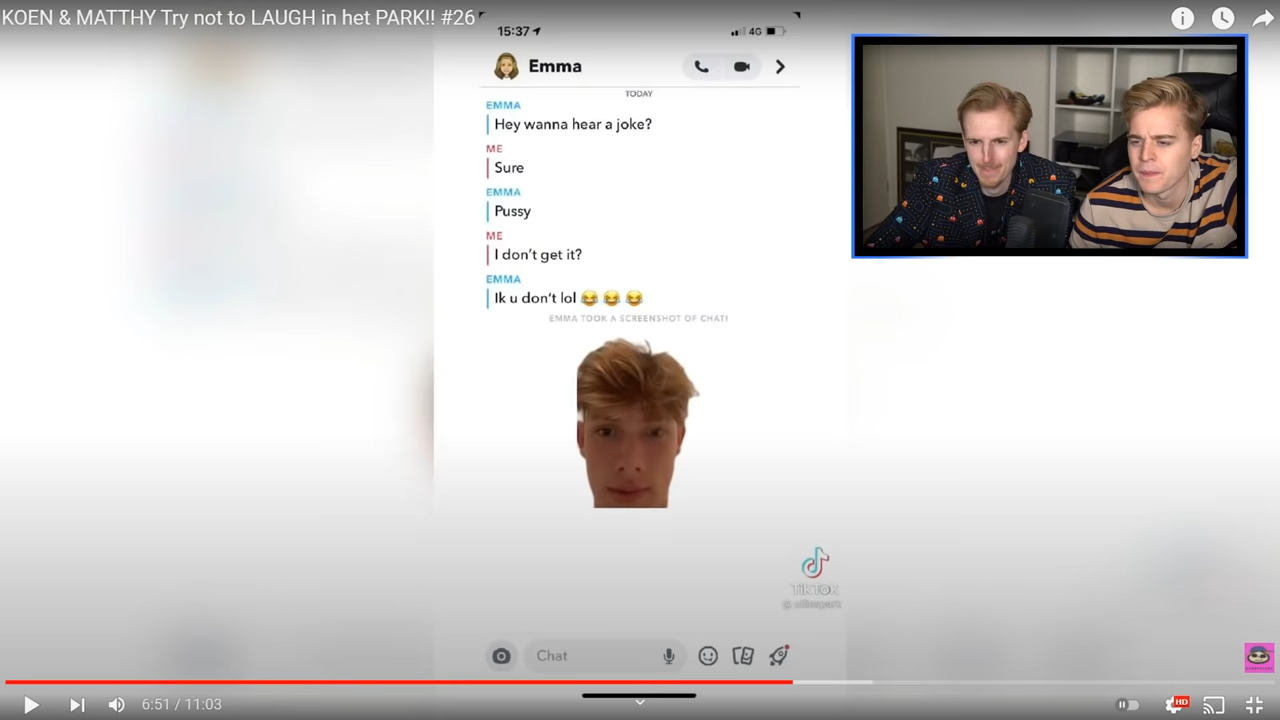 KOEN & MATTHY Try not to LAUGH in het PARK!! #26
15:37
4G
Emma
TODAY
EMMA
Hey wanna hear a joke?
ME
Sure
EMMA
Pussy
ME
I don't get it?
EMMA
Ik u don't lol 😂 😂 😂
EMMA TOOK A SCREENSHOT OF CHAT!
TikTok
Chat
6:51 / 11:03
HD